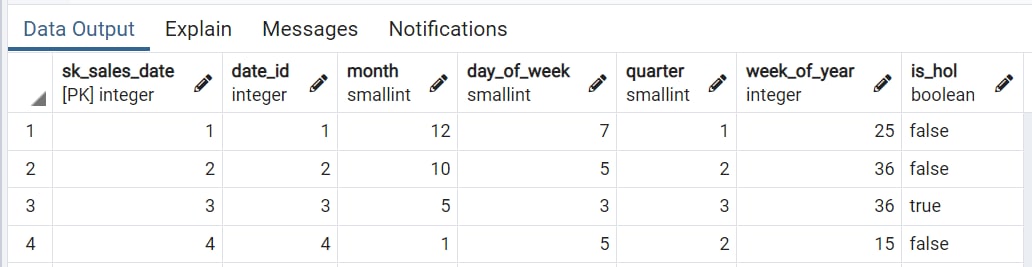 Data Output Explain Messages Notifications
sk_sales_date date_id month day_of_week quarter week_of_year is_hol
[PK] integer integer smallint smallint smallint integer boolean
1 1 1 12 7 1 25 false
2 2 2 10 5 2 36 false
3 3 3 5 3 3 36 true
4 4 4 1 5 2 15 false